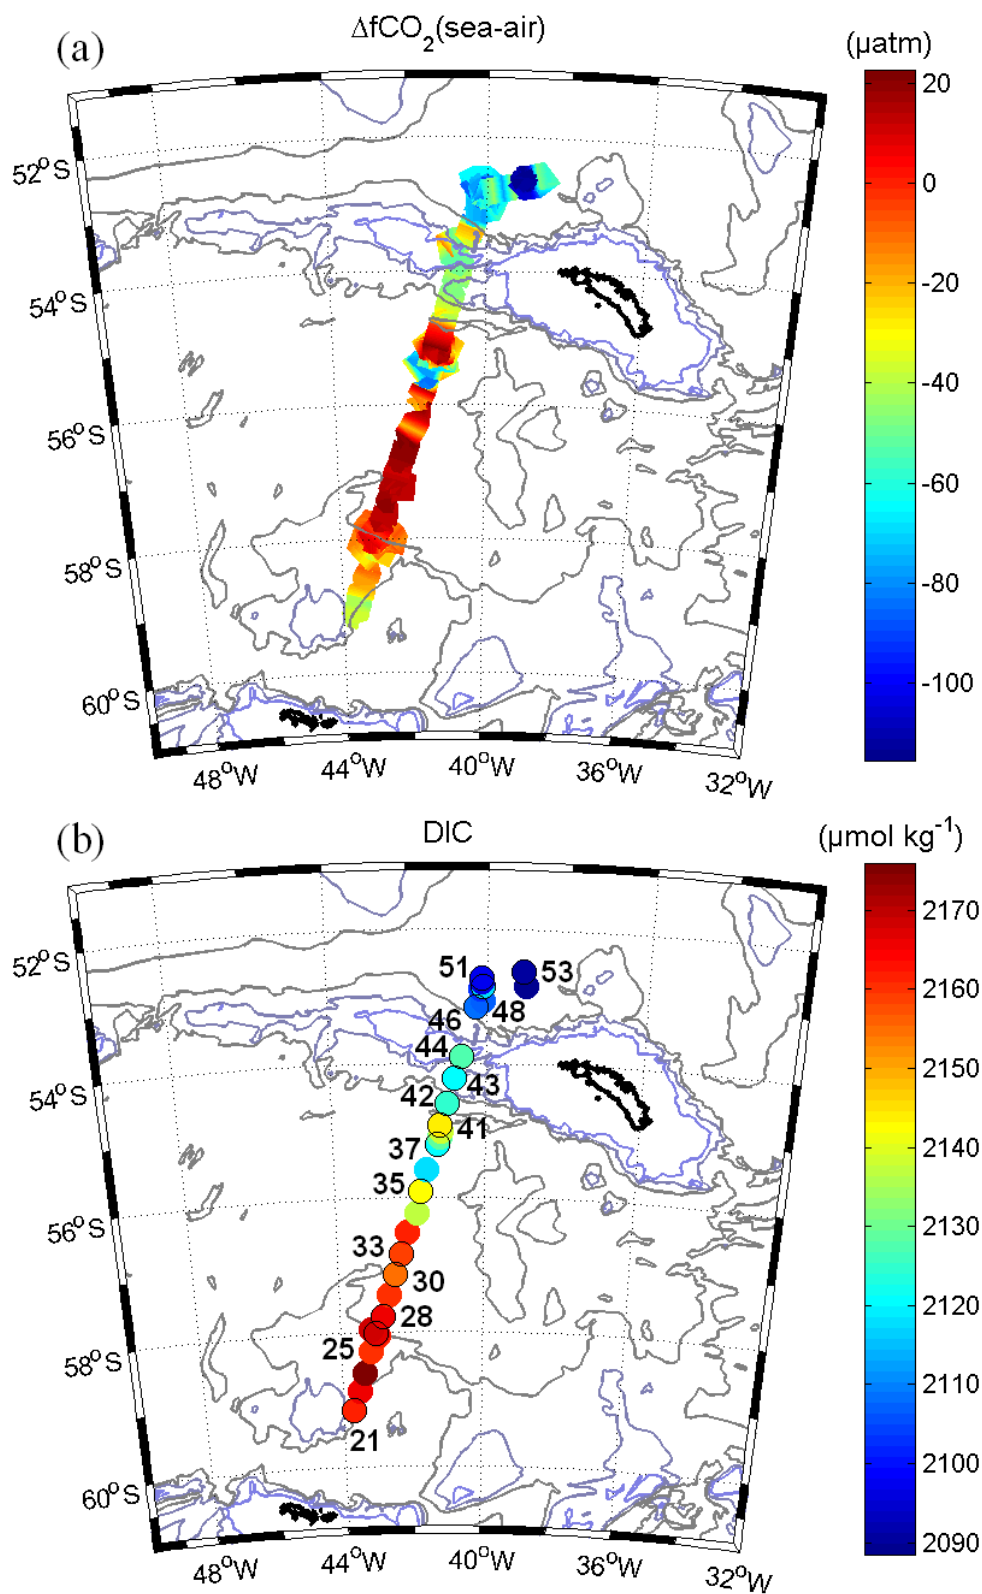 (a)
ΔfCO₂(sea-air)
(µatm)
20
0
-20
-40
-60
-80
-100
52°S
54°S
56°S
58°S
60°S
48°W
44°W
40°W
36°W
32°W
(b)
DIC
(µmol kg⁻¹)
2170
2160
2150
2140
2130
2120
2110
2100
2090
52°S
54°S
56°S
58°S
60°S
51
53
46
48
44
43
42
41
37
35
33
30
28
25
21
48°W
44°W
40°W
36°W
32°W